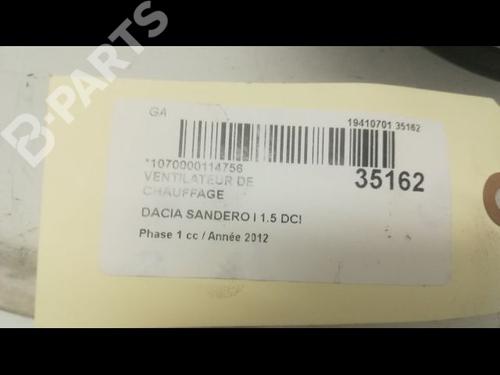 B-PARTS
GA
19410701 35162
*1070000114756
VENTILATEUR DE
CHAUFFAGE
35162
DACIA SANDERO I 1.5 DCI
Phase 1 cc / Année 2012